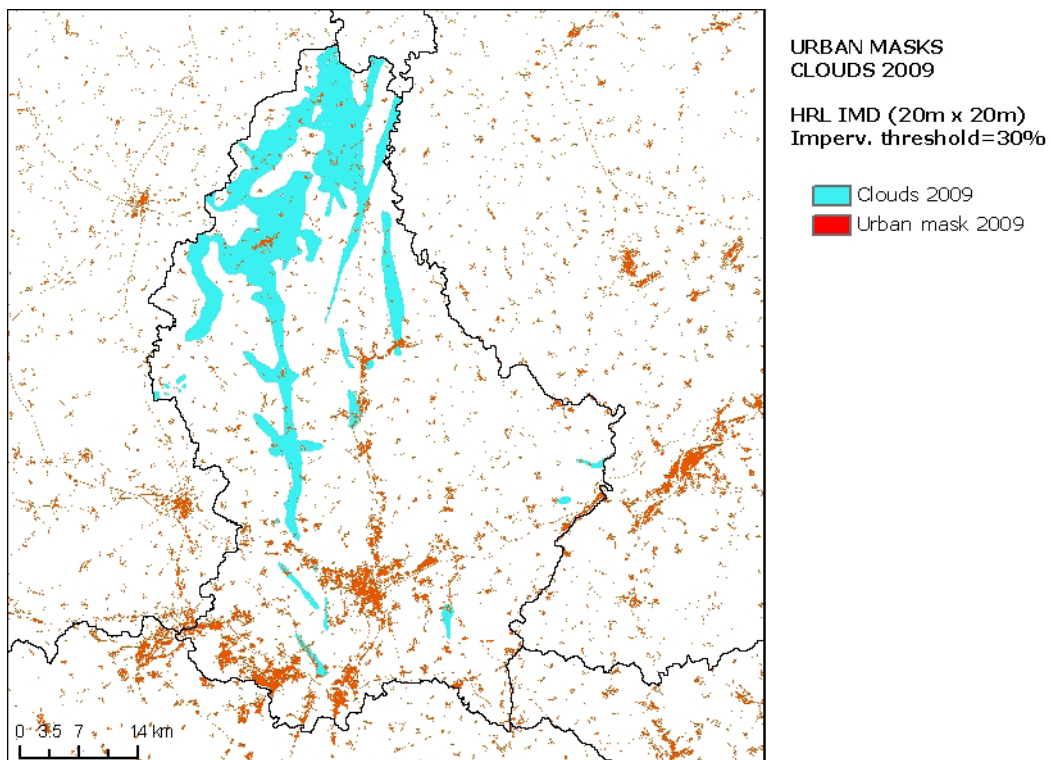 URBAN MASKS
CLOUDS 2009
HRL IMD (20m x 20m)
Imperv. threshold=30%
Clouds 2009
Urban mask 2009
0 3.5 7 14 km